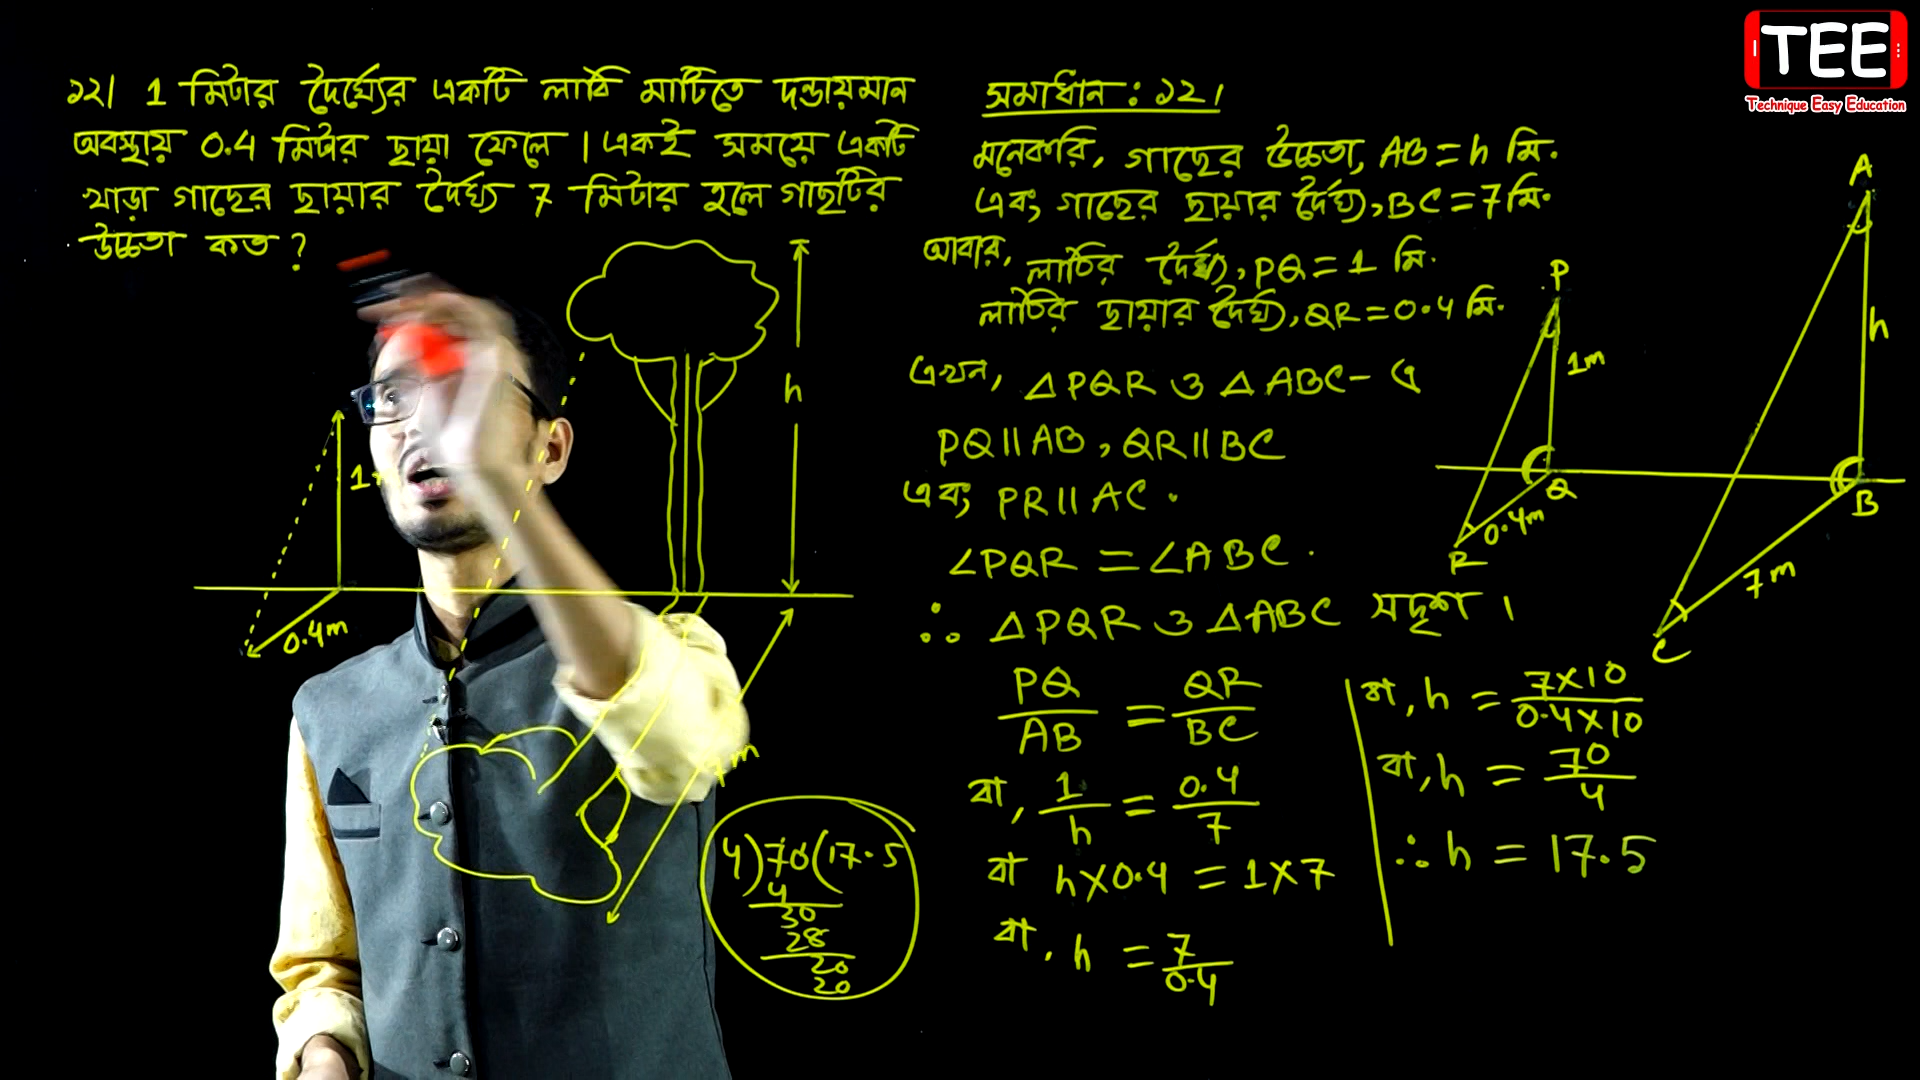 TEE
Technique Easy Education
১২। 1 মিটার দৈর্ঘ্যের একটি লাঠি মাটিতে দন্ডায়মান
অবস্থায় 0.4 মিটার ছায়া ফেলে। একই সময়ে একটি
খাড়া গাছের ছায়ার দৈর্ঘ্য 7 মিটার হলে গাছটির
উচ্চতা কত?
h
1
0.4m
m
4)70(17.5
4
30
28
20
20
সমাধান: ১২।
মনেকরি, গাছের উচ্চতা, AB = h মি.
এবং গাছের ছায়ার দৈর্ঘ্য, BC = 7 মি.
আবার, লাঠির দৈর্ঘ্য, PQ = 1 মি.
লাঠির ছায়ার দৈর্ঘ্য, QR = 0.4 মি.
এখন, △PQR ও △ABC - এ
PQ || AB, QR || BC
এবং PR || AC.
∠PQR = ∠ABC.
∴ △PQR ও △ABC সদৃশ।
PQ/AB = QR/BC
বা, 1/h = 0.4/7
বা h×0.4 = 1×7
বা, h = 7/0.4
বা, h = 7×10/0.4×10
বা, h = 70/4
∴ h = 17.5
P
1m
Q
0.4m
R
A
h
B
7m
C